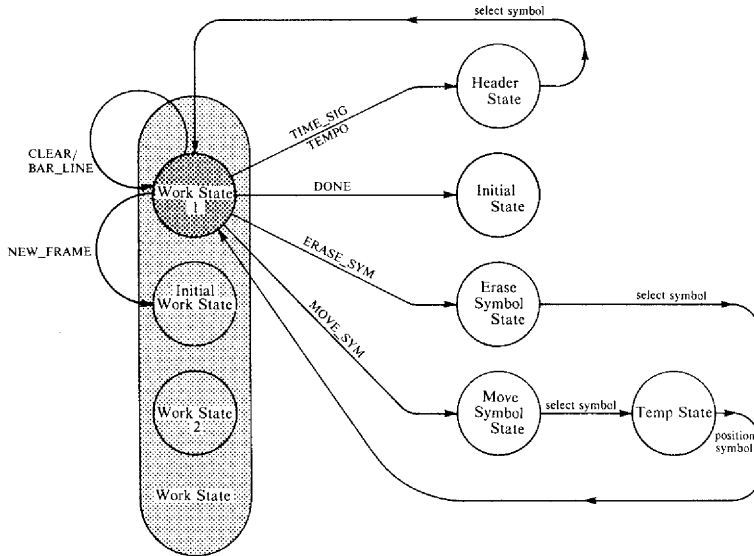 select symbol
Header
State
TIME_SIG
TEMPO
CLEAR/
BAR_LINE
Work State
1
DONE
Initial
State
NEW_FRAME
ERASE_SYM
Initial
Work State
Erase
Symbol
State
select symbol
MOVE_SYM
Work State
2
Move
Symbol
State
select symbol
Temp State
position
symbol
Work State